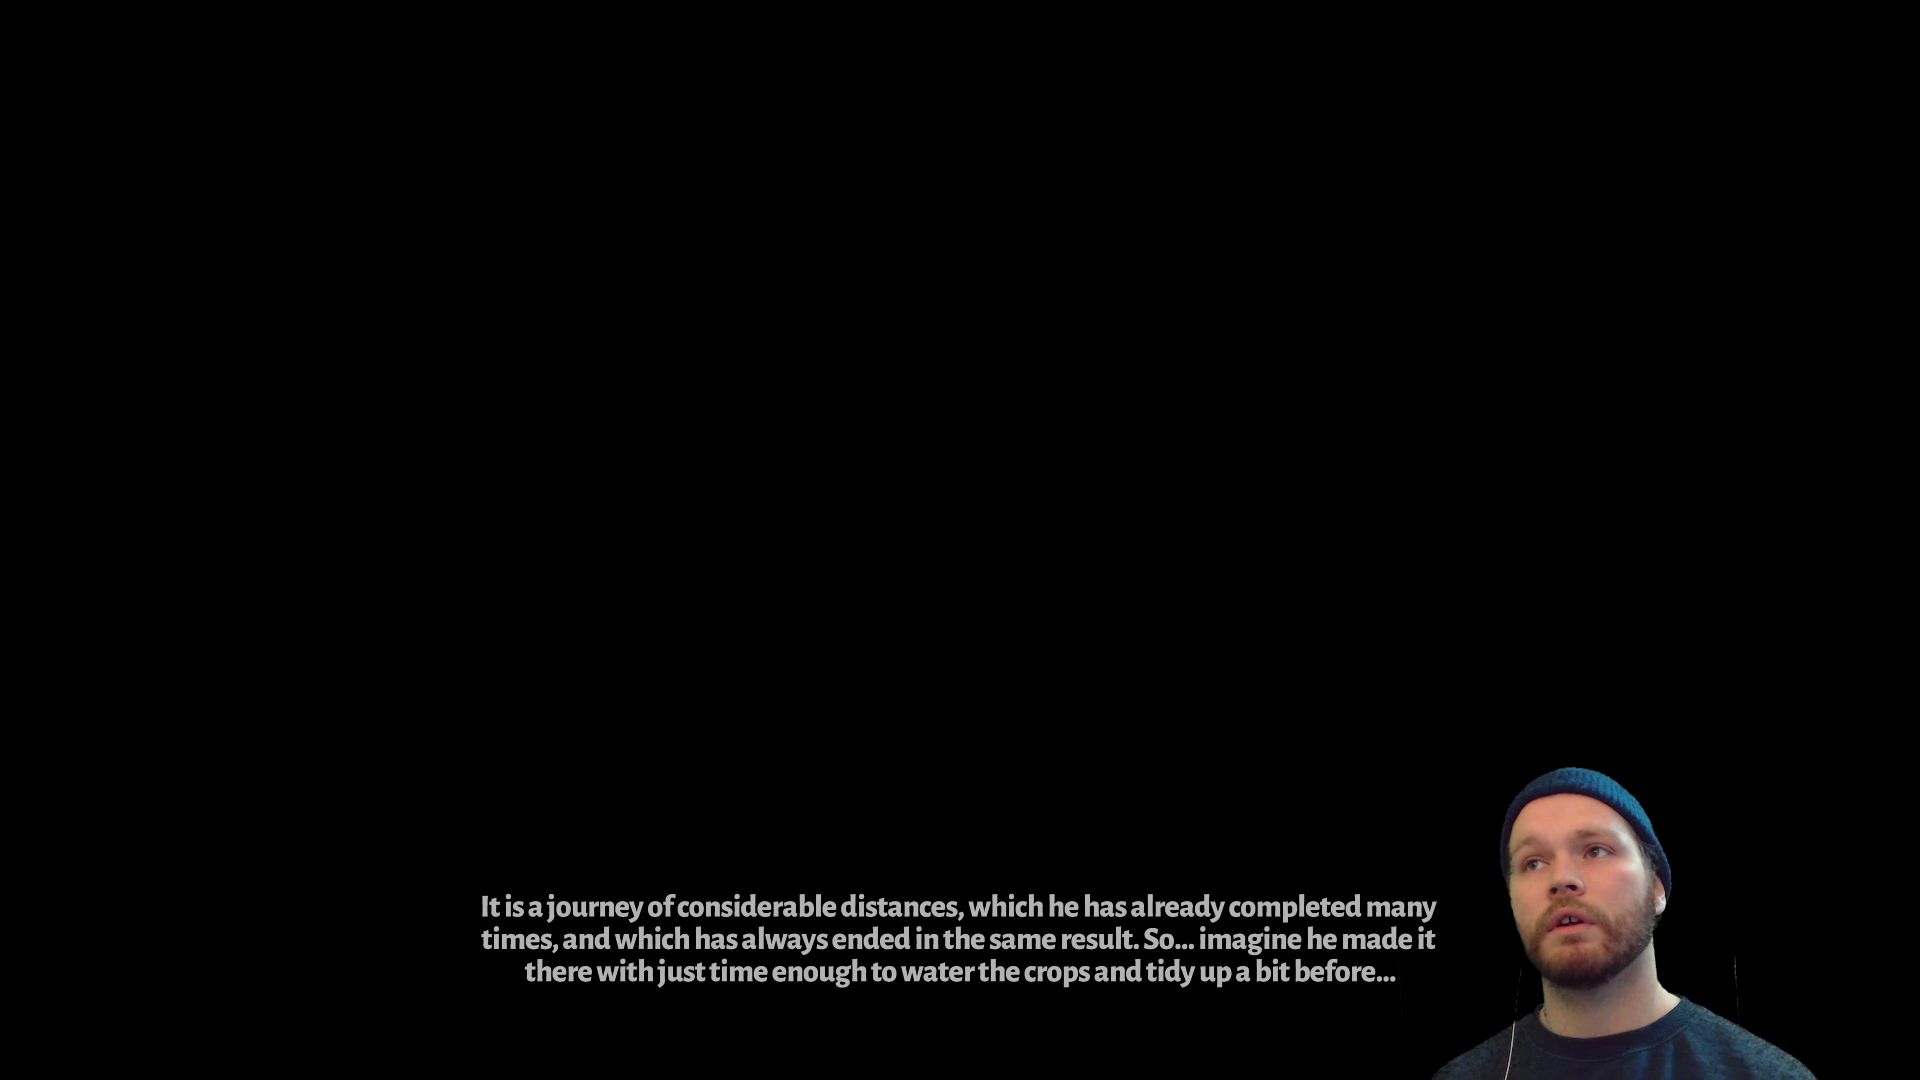 It is a journey of considerable distances, which he has already completed many
times, and which has always ended in the same result. So... imagine he made it
there with just time enough to water the crops and tidy up a bit before...